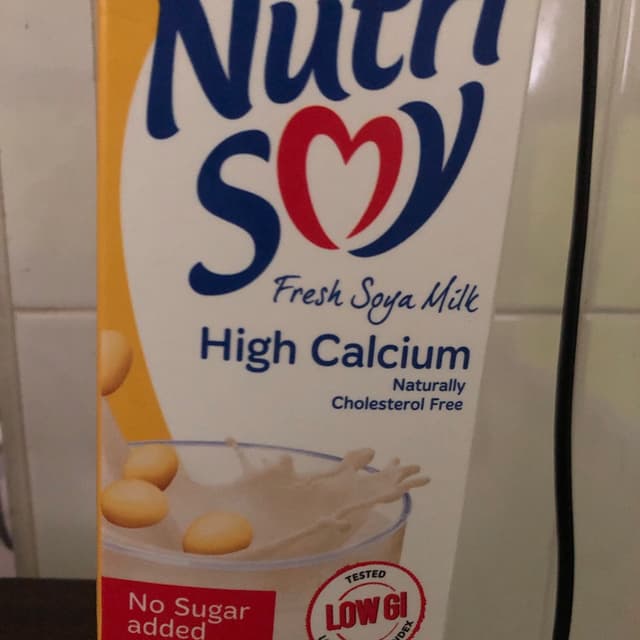 Nutri
Soy
Fresh Soya Milk
High Calcium
Naturally
Cholesterol Free
No Sugar
added
TESTED
LOW GI